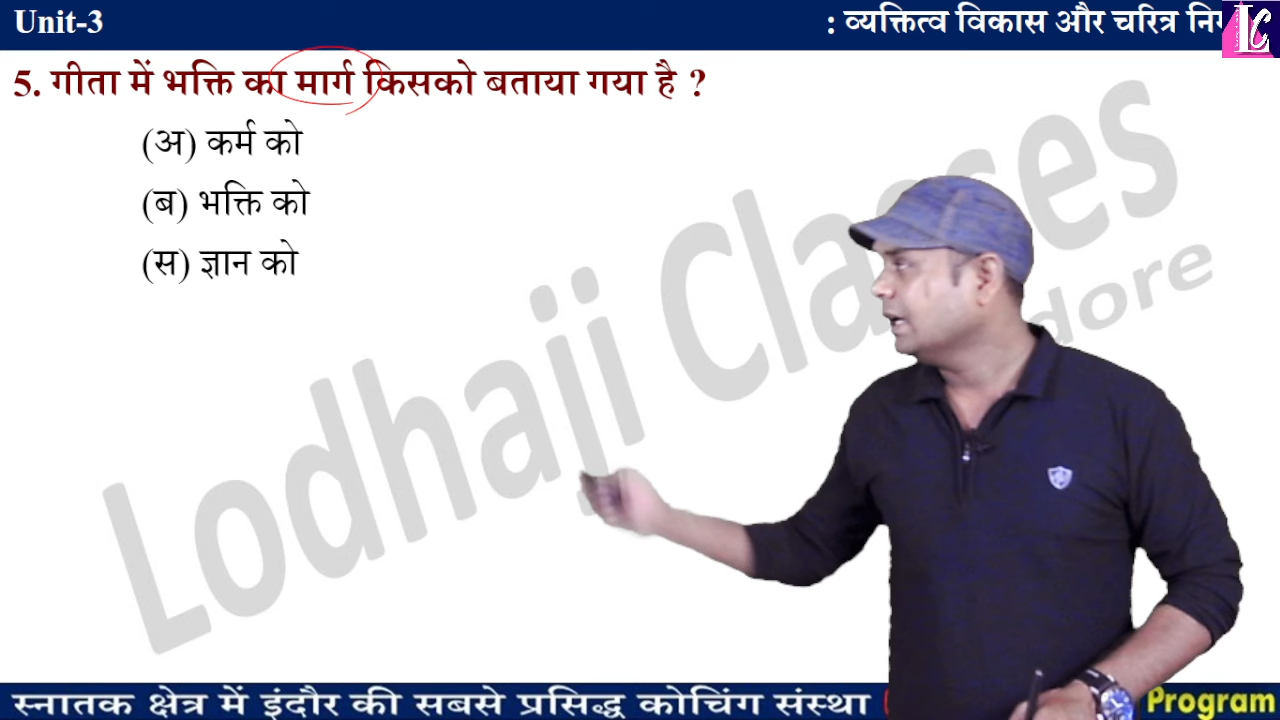 Unit-3
: व्यक्तित्व विकास और चरित्र
LC
5. गीता में भक्ति का मार्ग किसको बताया गया है ?
(अ) कर्म को
(ब) भक्ति को
(स) ज्ञान को
Lodhaji Classes
स्नातक क्षेत्र में इंदौर की सबसे प्रसिद्ध कोचिंग संस्था
Program